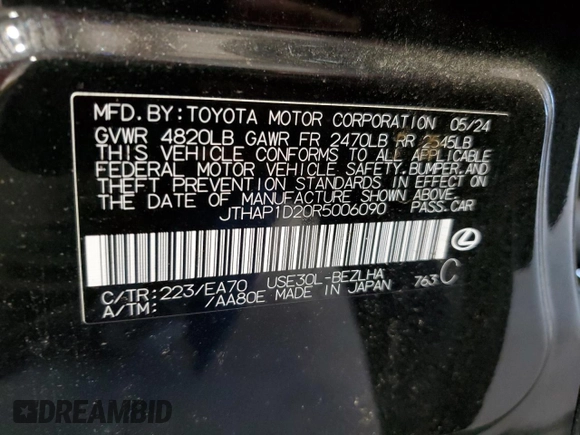 MFD. BY: TOYOTA MOTOR CORPORATION 05/24
GVWR 4820LB GAWR FR 2470LB RR 2545LB
THIS VEHICLE CONFORMS TO ALL APPLICABLE
FEDERAL MOTOR VEHICLE SAFETY, BUMPER, AND
THEFT PREVENTION STANDARDS IN EFFECT ON
THE DATE OF MANUFACTURE SHOWN ABOVE.
JTHAP1D20R5006090 PASS. CAR
C/TR: 223/EA70 USE30L-BEZLHA 763 C
A/TM: /AA80E MADE IN JAPAN
DREAMBID